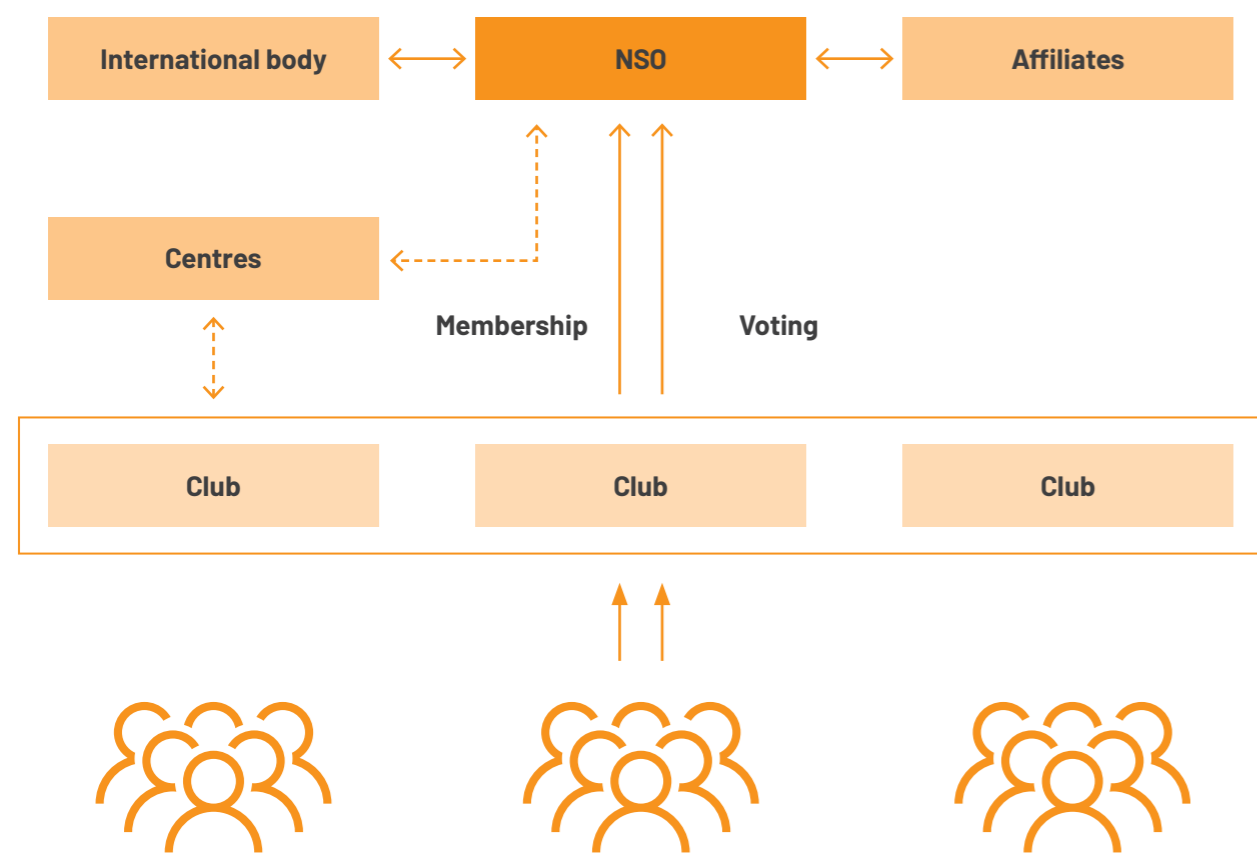 International body
NSO
Affiliates
Centres
Membership
Voting
Club
Club
Club